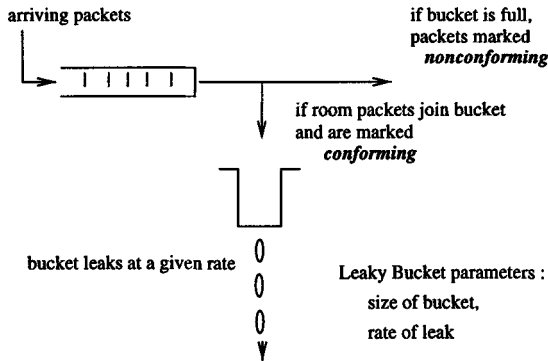 arriving packets
if bucket is full,
packets marked
nonconforming
if room packets join bucket
and are marked
conforming
bucket leaks at a given rate
Leaky Bucket parameters :
size of bucket,
rate of leak